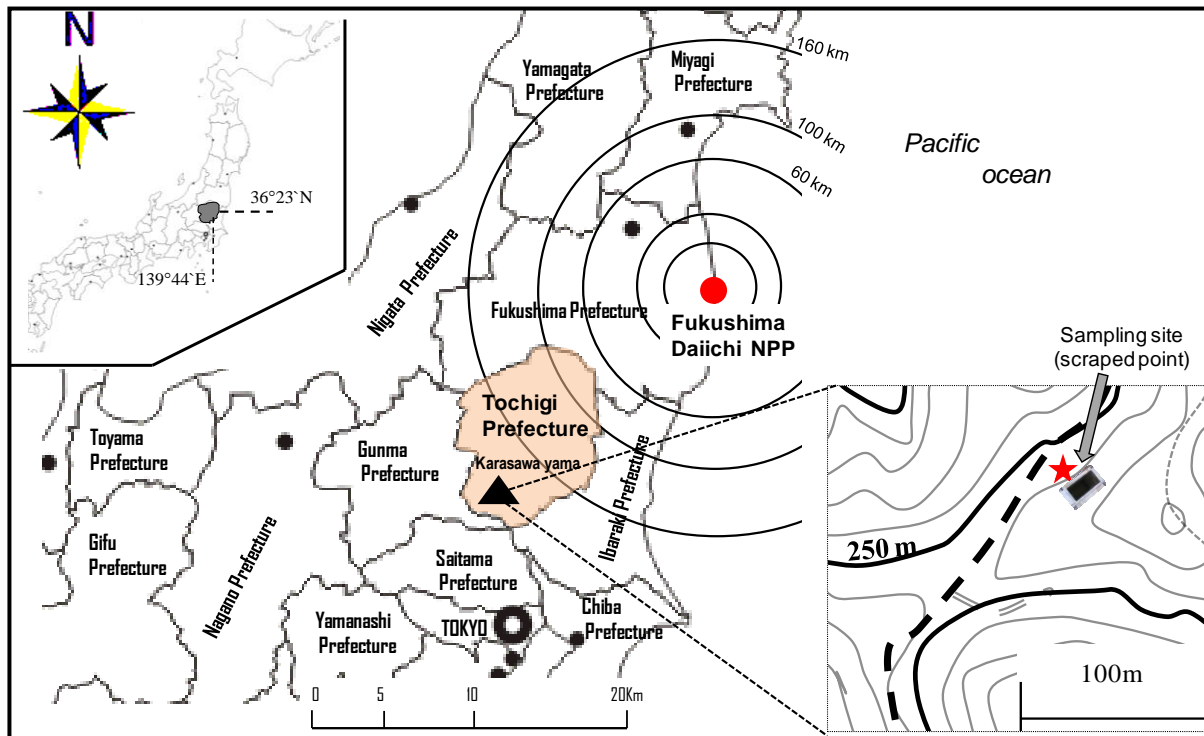 N
36°23`N
139°44`E
160 km
Yamagata
Prefecture
Miyagi
Prefecture
100 km
60 km
Pacific
ocean
Nigata Prefecture
Fukushima Prefecture
Fukushima
Daiichi NPP
Sampling site
(scraped point)
Tochigi
Prefecture
Karasawa yama
Toyama
Prefecture
Gunma
Prefecture
Gifu
Prefecture
Nagano Prefecture
Ibaraki Prefecture
Saitama
Prefecture
Yamanashi
Prefecture
TOKYO
Chiba
Prefecture
250 m
100m
0 5 10 20Km